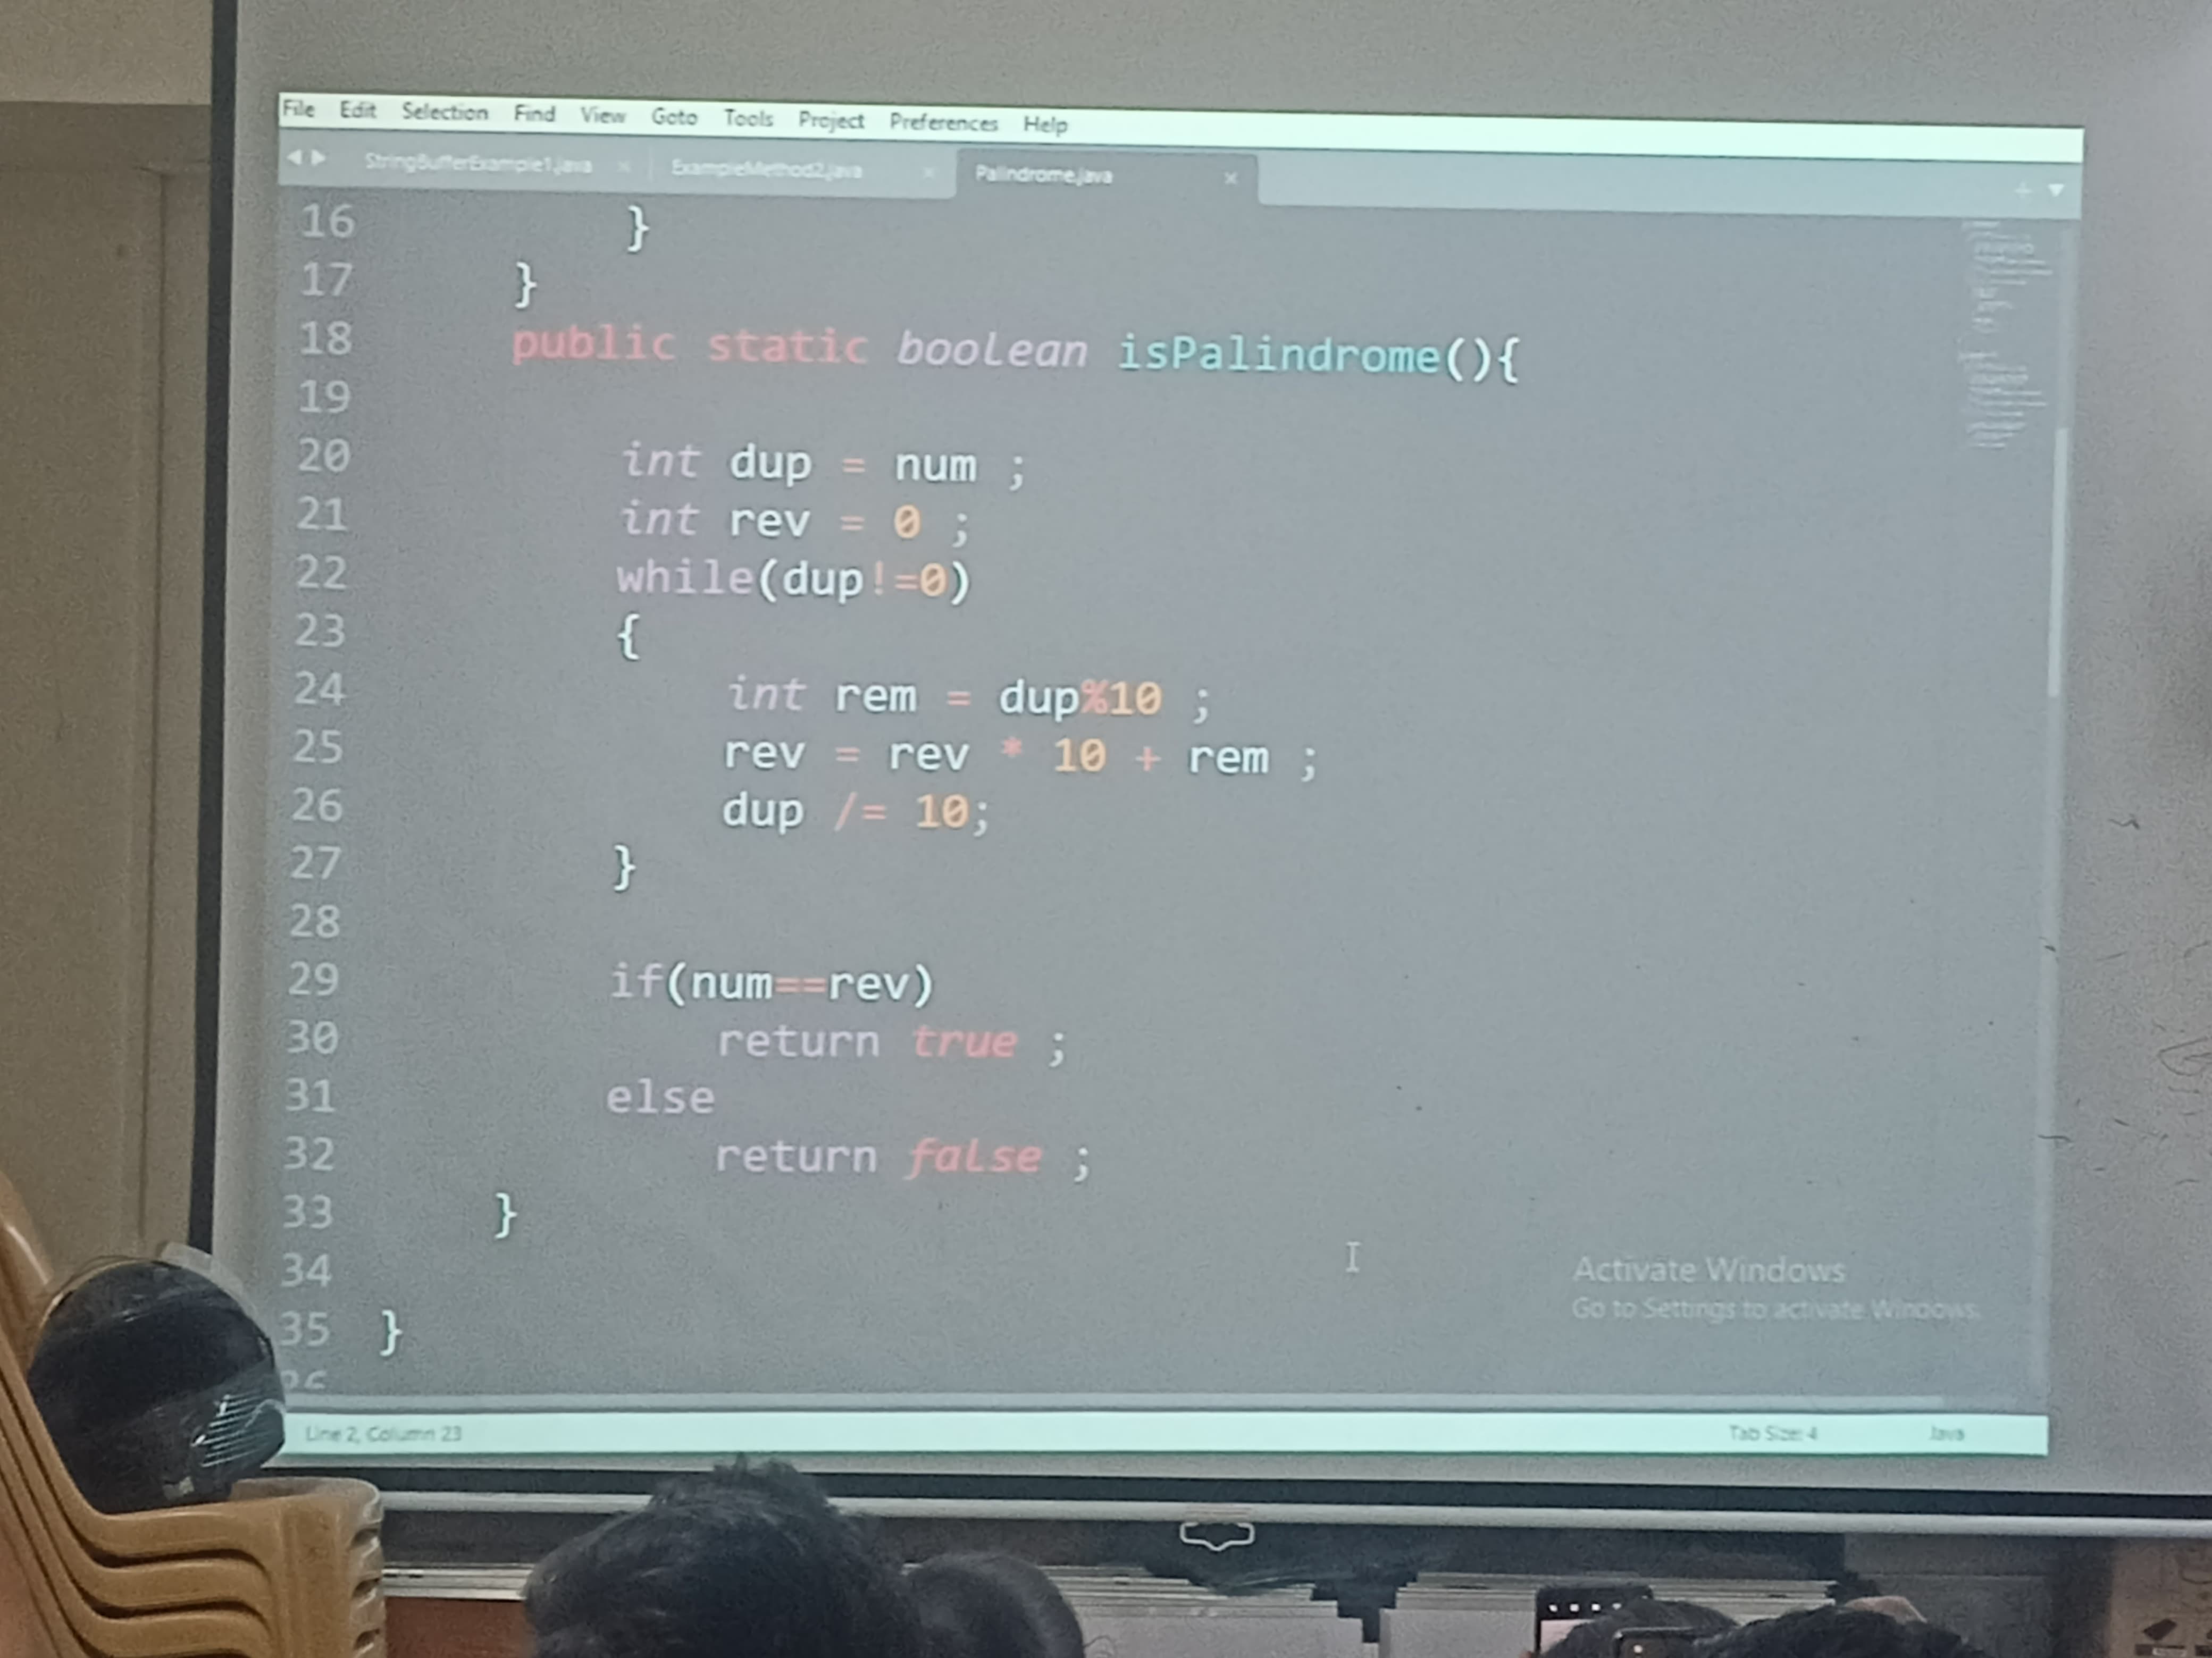 File Edit Selection Find View Goto Tools Project Preferences Help
StringBufferExample1.java × ExampleMethod2.java × Palindrome.java × + ▼
16 }
17 }
18 public static boolean isPalindrome(){
19
20 int dup = num ;
21 int rev = 0 ;
22 while(dup!=0)
23 {
24 int rem = dup%10 ;
25 rev = rev * 10 + rem ;
26 dup /= 10;
27 }
28
29 if(num==rev)
30 return true ;
31 else
32 return false ;
33 }
34
35 }
Activate Windows
Go to Settings to activate Windows.
Line 2, Column 23 Tab Size: 4 Java